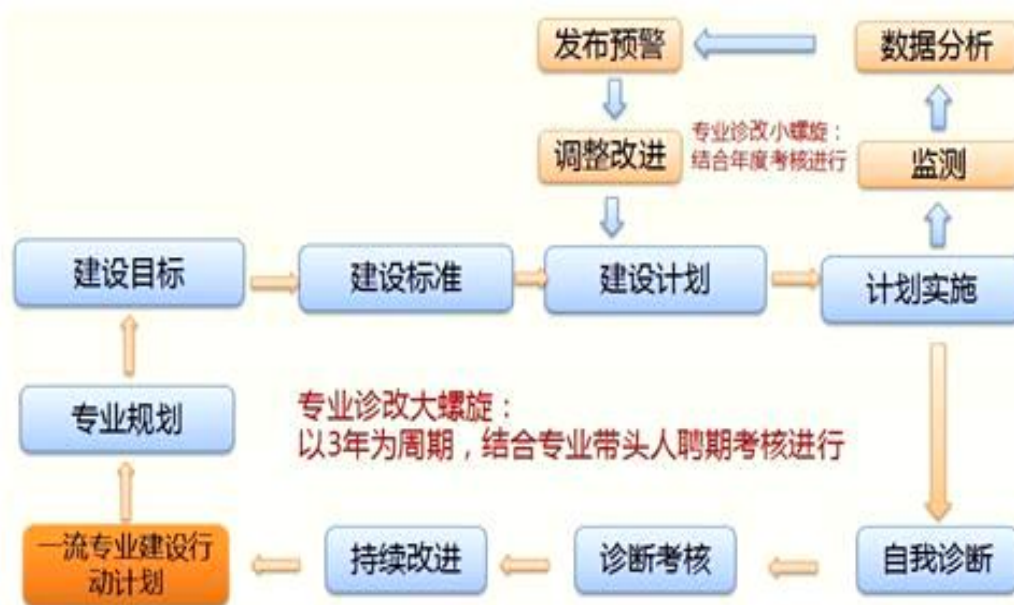 发布预警
数据分析
调整改进
专业诊改小螺旋：
结合年度考核进行
监测
建设目标
建设标准
建设计划
计划实施
专业规划
专业诊改大螺旋：
以3年为周期，结合专业带头人聘期考核进行
一流专业建设行
动计划
持续改进
诊断考核
自我诊断